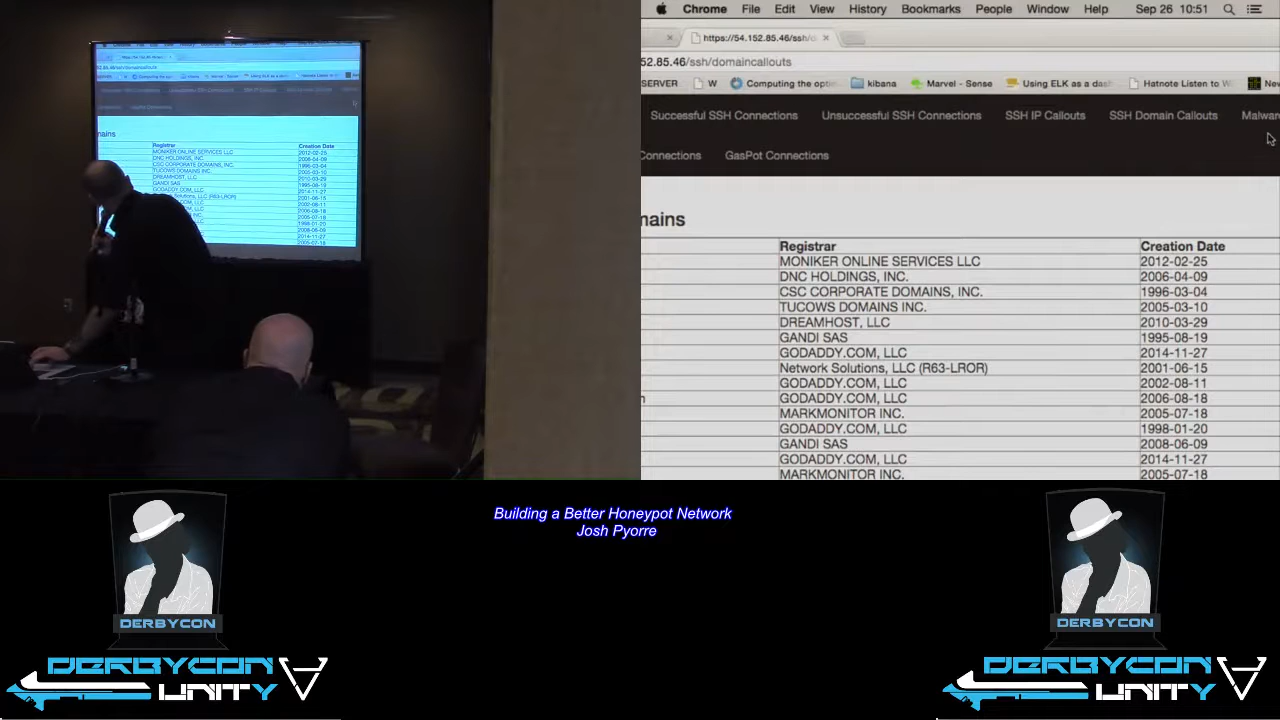 Chrome File Edit View History Bookmarks People Window Help Sep 26 10:51
https://54.152.85.46/ssh/d
52.85.46/ssh/domaincallouts
SERVER W Computing the opti kibana Marvel - Sense Using ELK as a das Hatnote Listen to W New
Successful SSH Connections Unsuccessful SSH Connections SSH IP Callouts SSH Domain Callouts Malwar
Connections GasPot Connections
mains
Registrar Creation Date
MONIKER ONLINE SERVICES LLC 2012-02-25
DNC HOLDINGS, INC. 2006-04-09
CSC CORPORATE DOMAINS, INC. 1996-03-04
TUCOWS DOMAINS INC. 2005-03-10
DREAMHOST, LLC 2010-03-29
GANDI SAS 1995-08-19
GODADDY.COM, LLC 2014-11-27
Network Solutions, LLC (R63-LROR) 2001-06-15
GODADDY.COM, LLC 2002-08-11
GODADDY.COM, LLC 2006-08-18
MARKMONITOR INC. 2005-07-18
GODADDY.COM, LLC 1998-01-20
GANDI SAS 2008-06-09
GODADDY.COM, LLC 2014-11-27
MARKMONITOR INC. 2005-07-18
Building a Better Honeypot Network
Josh Pyorre
DERBYCON
DERBYCON
UNITY
DERBYCON
DERBYCON
UNITY